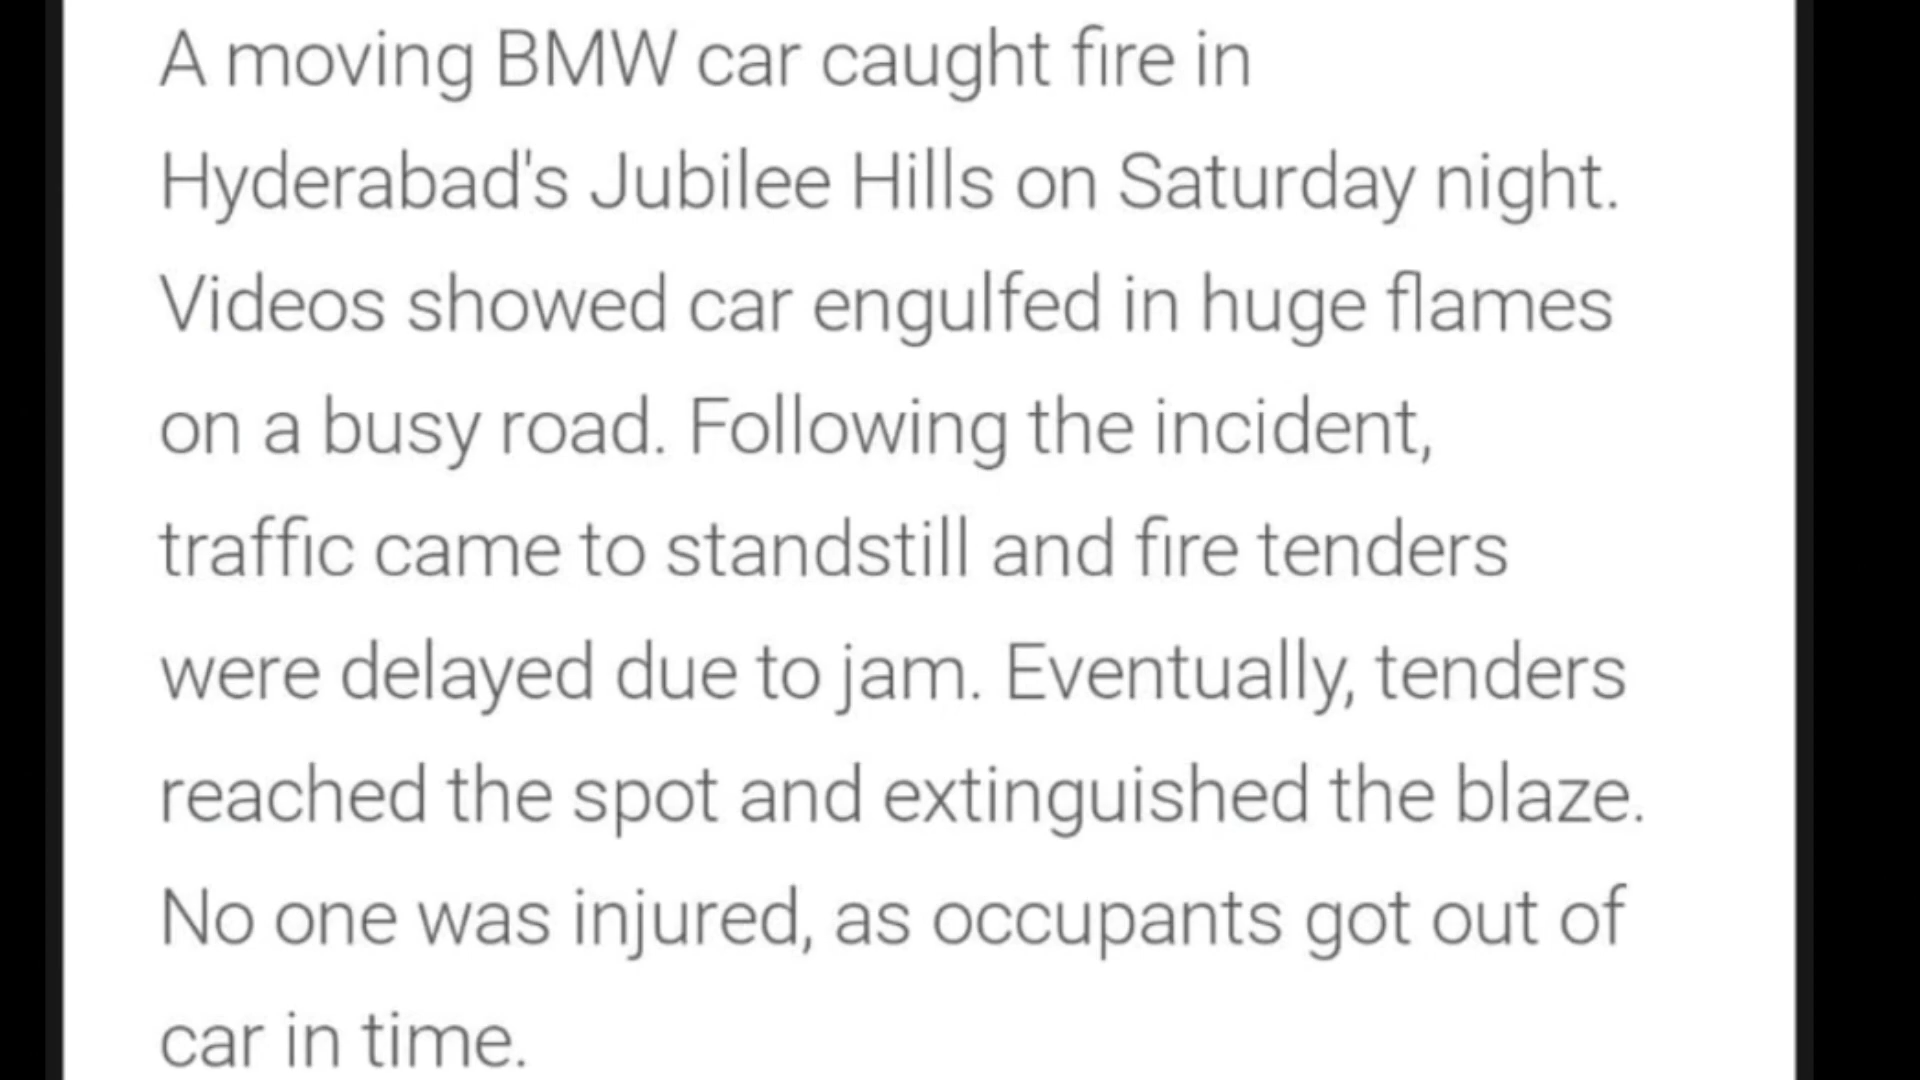 A moving BMW car caught fire in
Hyderabad's Jubilee Hills on Saturday night.
Videos showed car engulfed in huge flames
on a busy road. Following the incident,
traffic came to standstill and fire tenders
were delayed due to jam. Eventually, tenders
reached the spot and extinguished the blaze.
No one was injured, as occupants got out of
car in time.